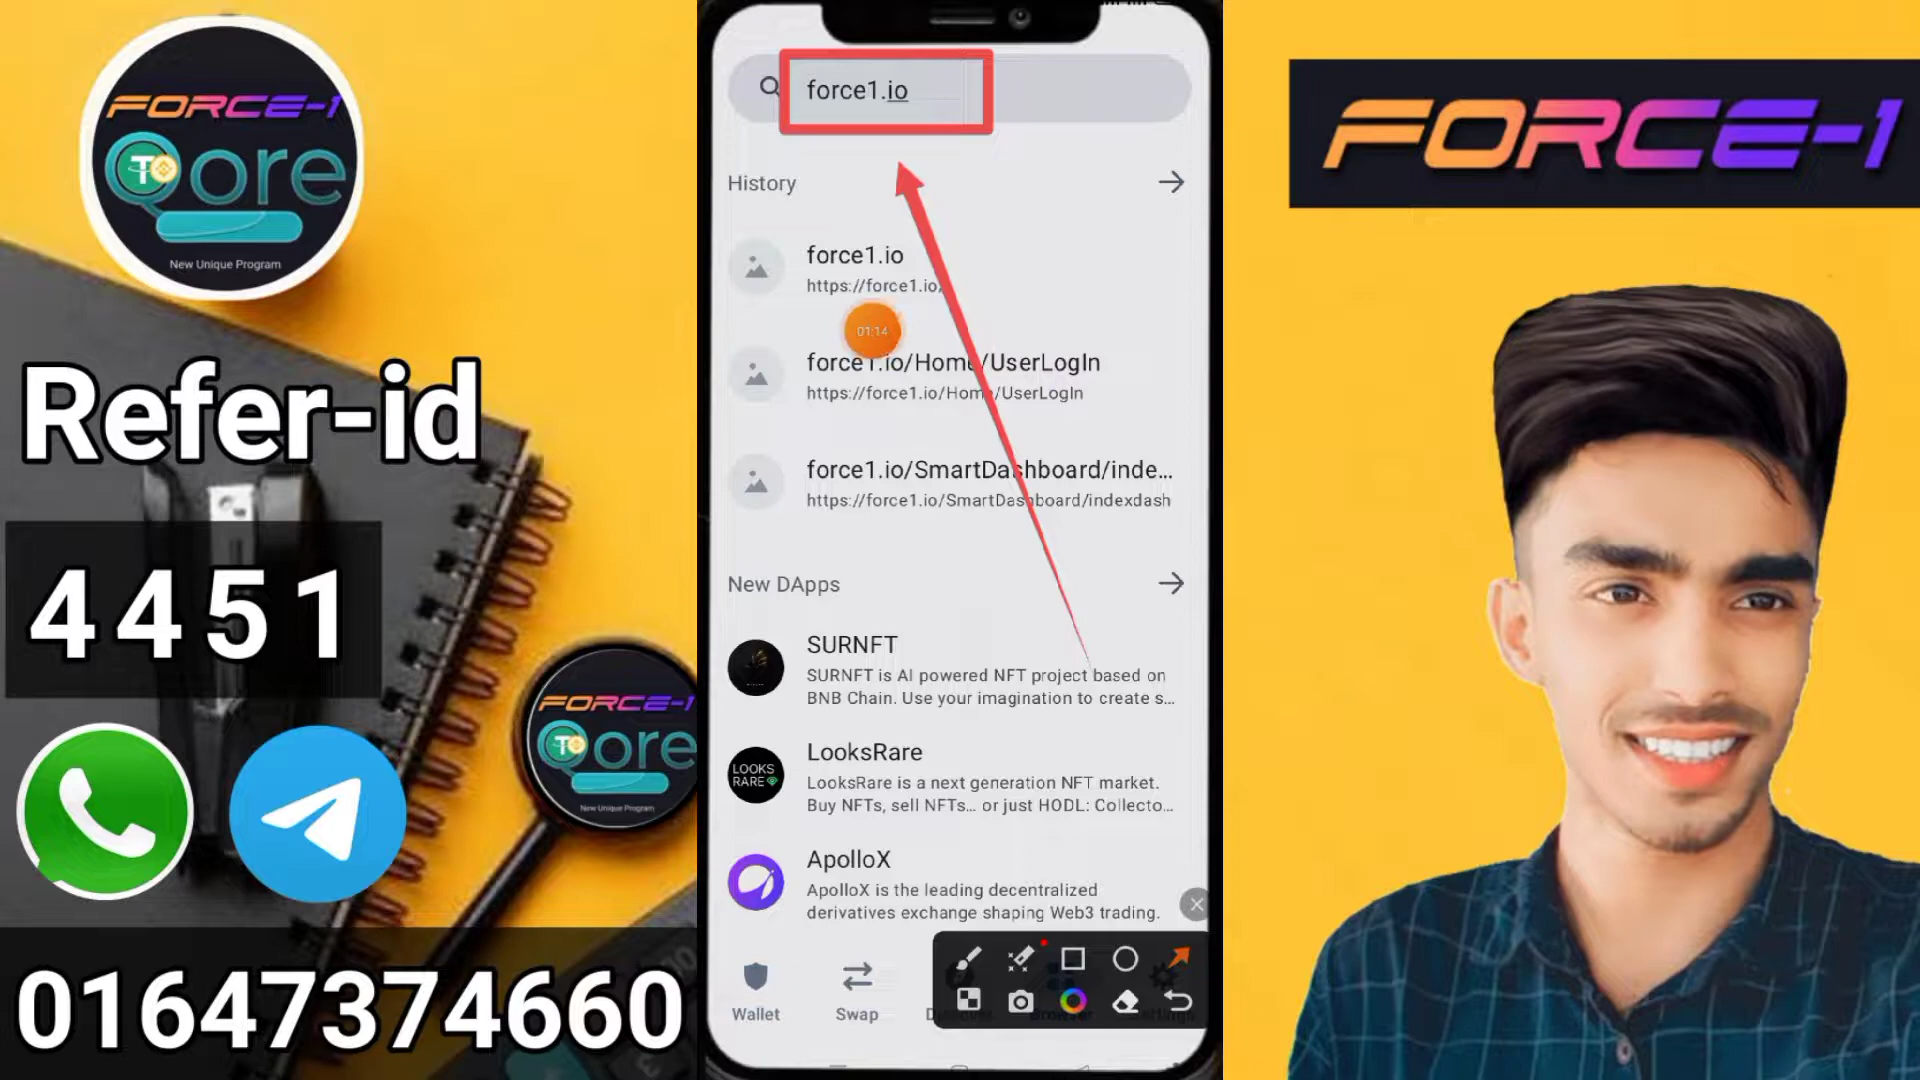 FORCE-1
Qore
New Unique Program
Refer-id
4451
FORCE-1
Qore
New Unique Program
01647374660
force1.io
History
force1.io
https://force1.io/
01:14
force1.io/Home/UserLogIn
https://force1.io/Home/UserLogIn
force1.io/SmartDashboard/inde...
https://force1.io/SmartDashboard/indexdash
New DApps
SURNFT
SURNFT is AI powered NFT project based on
BNB Chain. Use your imagination to create s...
LOOKS
RARE
LooksRare
LooksRare is a next generation NFT market.
Buy NFTs, sell NFTs... or just HODL: Collecto...
ApolloX
ApolloX is the leading decentralized
derivatives exchange shaping Web3 trading.
Wallet
Swap
FORCE-1